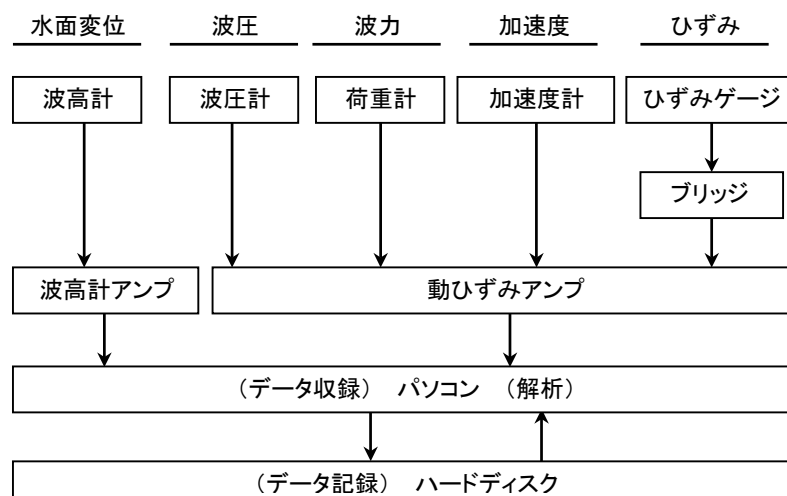 水面変位 波圧 波力 加速度 ひずみ
波高計 波圧計 荷重計 加速度計 ひずみゲージ
ブリッジ
波高計アンプ 動ひずみアンプ
(データ収録) パソコン (解析)
(データ記録) ハードディスク